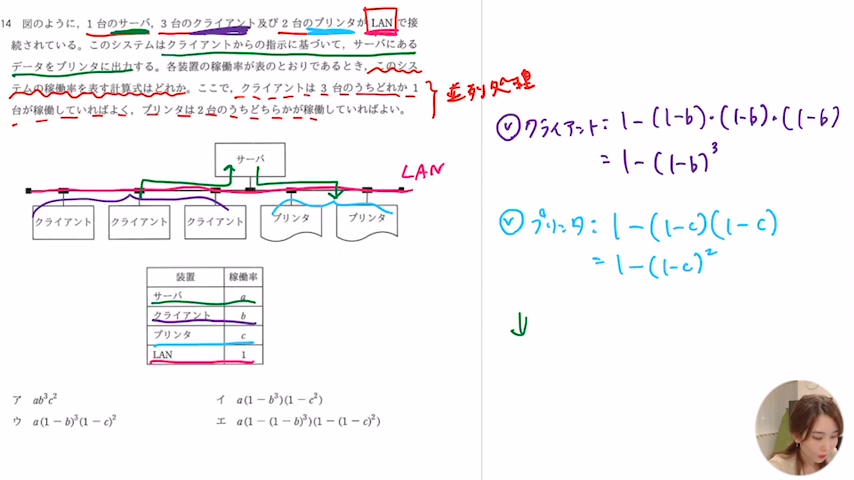 14 図のように，1 台のサーバ，3 台のクライアント及び 2 台のプリンタが LAN で接
続されている。このシステムはクライアントからの指示に基づいて，サーバにある
データをプリンタに出力する。各装置の稼働率が表のとおりであるとき，このシス
テムの稼働率を表す計算式はどれか。ここで，クライアントは 3 台のうちどれか 1
台が稼働していればよく，プリンタは 2 台のうちどちらかが稼働していればよい。
並列処理
サーバ
LAN
クライアント クライアント クライアント プリンタ プリンタ
装置 稼働率
サーバ a
クライアント b
プリンタ c
LAN 1
ア ab³c²
イ a(1－b³)(1－c²)
ウ a(1－b)³(1－c)²
エ a(1－(1－b)³)(1－(1－c)²)
クライアント: 1-(1-b)・(1-b)・(1-b)
= 1-(1-b)³
プリンタ: 1-(1-c)(1-c)
= 1-(1-c)²
↓